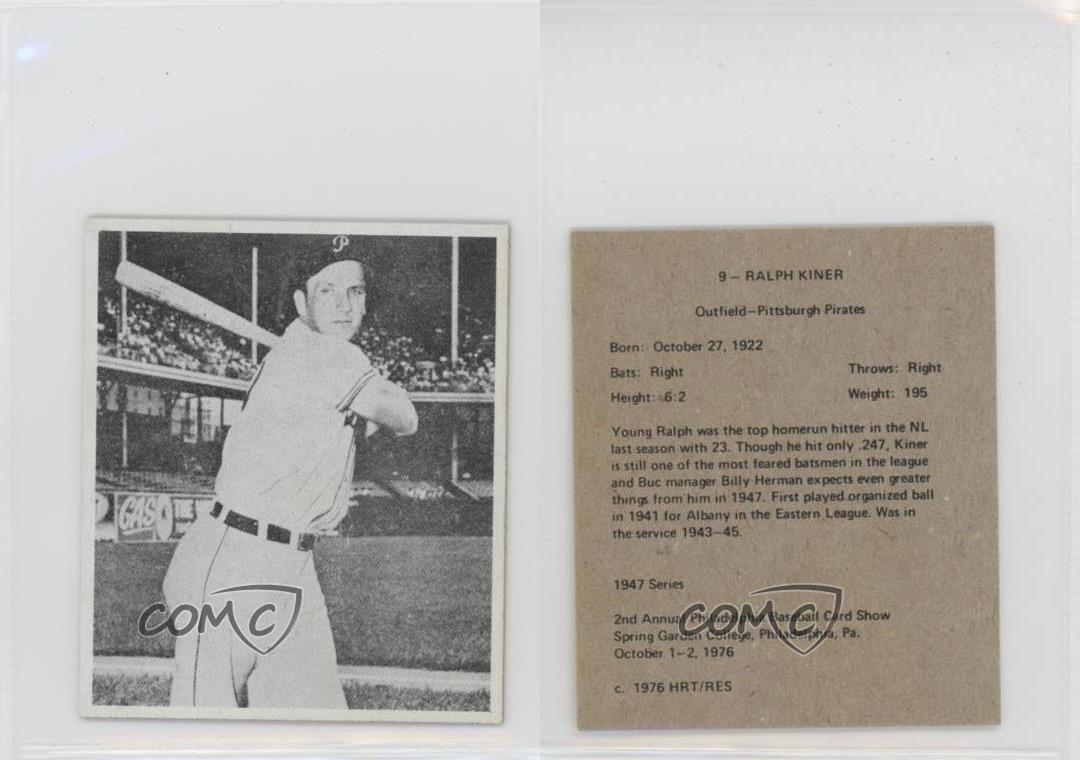 P
GAS
THE
COMC
9 – RALPH KINER
Outfield–Pittsburgh Pirates
Born: October 27, 1922
Bats: Right Throws: Right
Height: 6:2 Weight: 195
Young Ralph was the top homerun hitter in the NL
last season with 23. Though he hit only .247, Kiner
is still one of the most feared batsmen in the league
and Buc manager Billy Herman expects even greater
things from him in 1947. First played organized ball
in 1941 for Albany in the Eastern League. Was in
the service 1943–45.
1947 Series
2nd Annual Philadelphia Baseball Card Show
Spring Garden College, Philadelphia, Pa.
October 1–2, 1976
c. 1976 HRT/RES
COMC